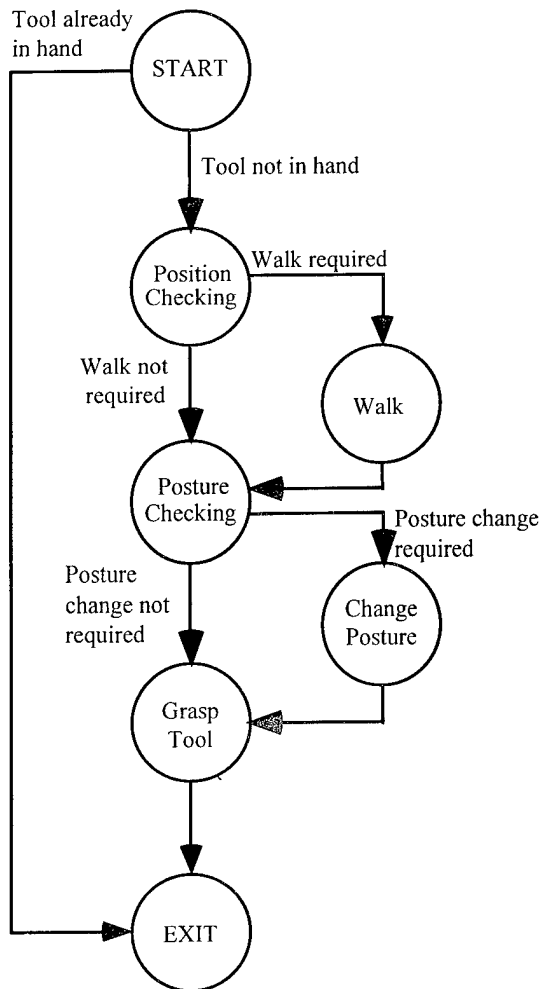 Tool already
in hand
START
Tool not in hand
Position
Checking
Walk required
Walk not
required
Walk
Posture
Checking
Posture change
required
Posture
change not
required
Change
Posture
Grasp
Tool
EXIT